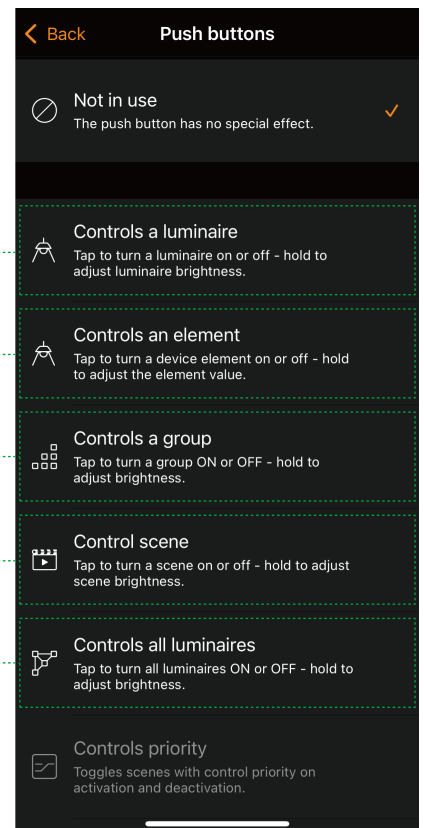 Back
Push buttons
Not in use
The push button has no special effect.
Controls a luminaire
Tap to turn a luminaire on or off - hold to
adjust luminaire brightness.
Controls an element
Tap to turn a device element on or off - hold
to adjust the element value.
Controls a group
Tap to turn a group ON or OFF - hold to
adjust brightness.
Control scene
Tap to turn a scene on or off - hold to adjust
scene brightness.
Controls all luminaires
Tap to turn all luminaires ON or OFF - hold to
adjust brightness.
Controls priority
Toggles scenes with control priority on
activation and deactivation.